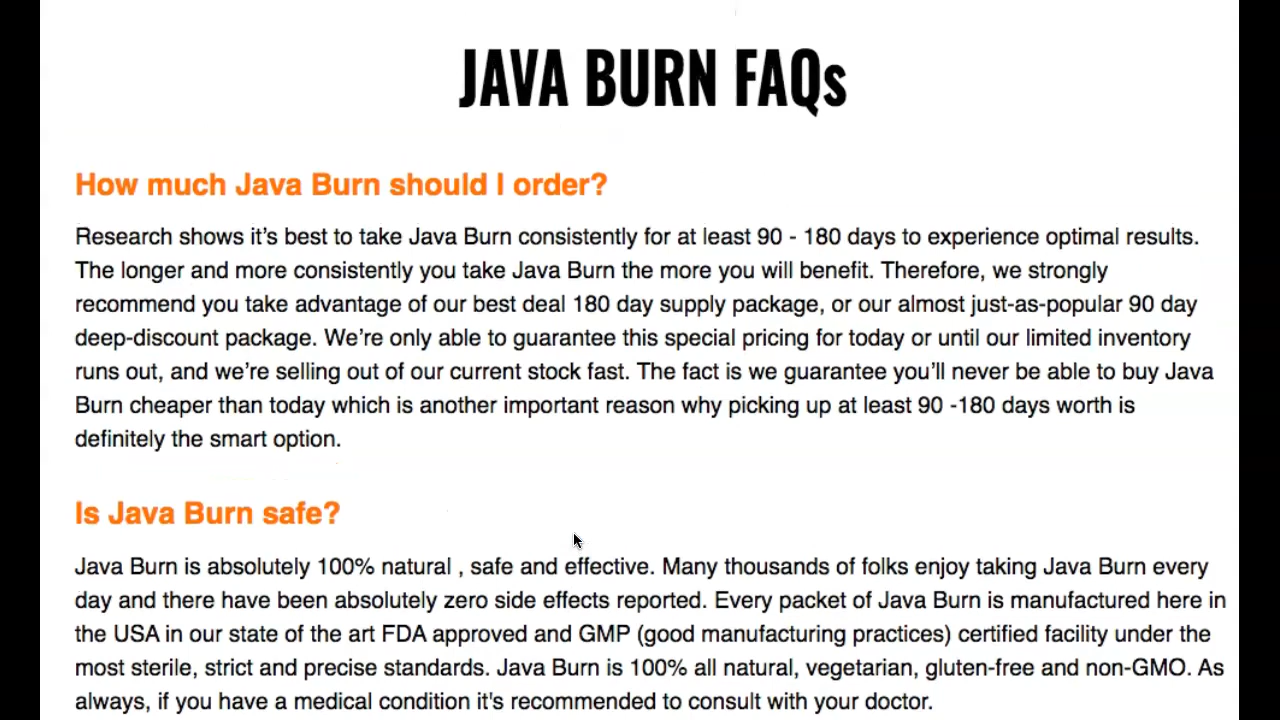 JAVA BURN FAQs
How much Java Burn should I order?
Research shows it’s best to take Java Burn consistently for at least 90 - 180 days to experience optimal results.
The longer and more consistently you take Java Burn the more you will benefit. Therefore, we strongly
recommend you take advantage of our best deal 180 day supply package, or our almost just-as-popular 90 day
deep-discount package. We’re only able to guarantee this special pricing for today or until our limited inventory
runs out, and we’re selling out of our current stock fast. The fact is we guarantee you’ll never be able to buy Java
Burn cheaper than today which is another important reason why picking up at least 90 -180 days worth is
definitely the smart option.
Is Java Burn safe?
Java Burn is absolutely 100% natural , safe and effective. Many thousands of folks enjoy taking Java Burn every
day and there have been absolutely zero side effects reported. Every packet of Java Burn is manufactured here in
the USA in our state of the art FDA approved and GMP (good manufacturing practices) certified facility under the
most sterile, strict and precise standards. Java Burn is 100% all natural, vegetarian, gluten-free and non-GMO. As
always, if you have a medical condition it's recommended to consult with your doctor.